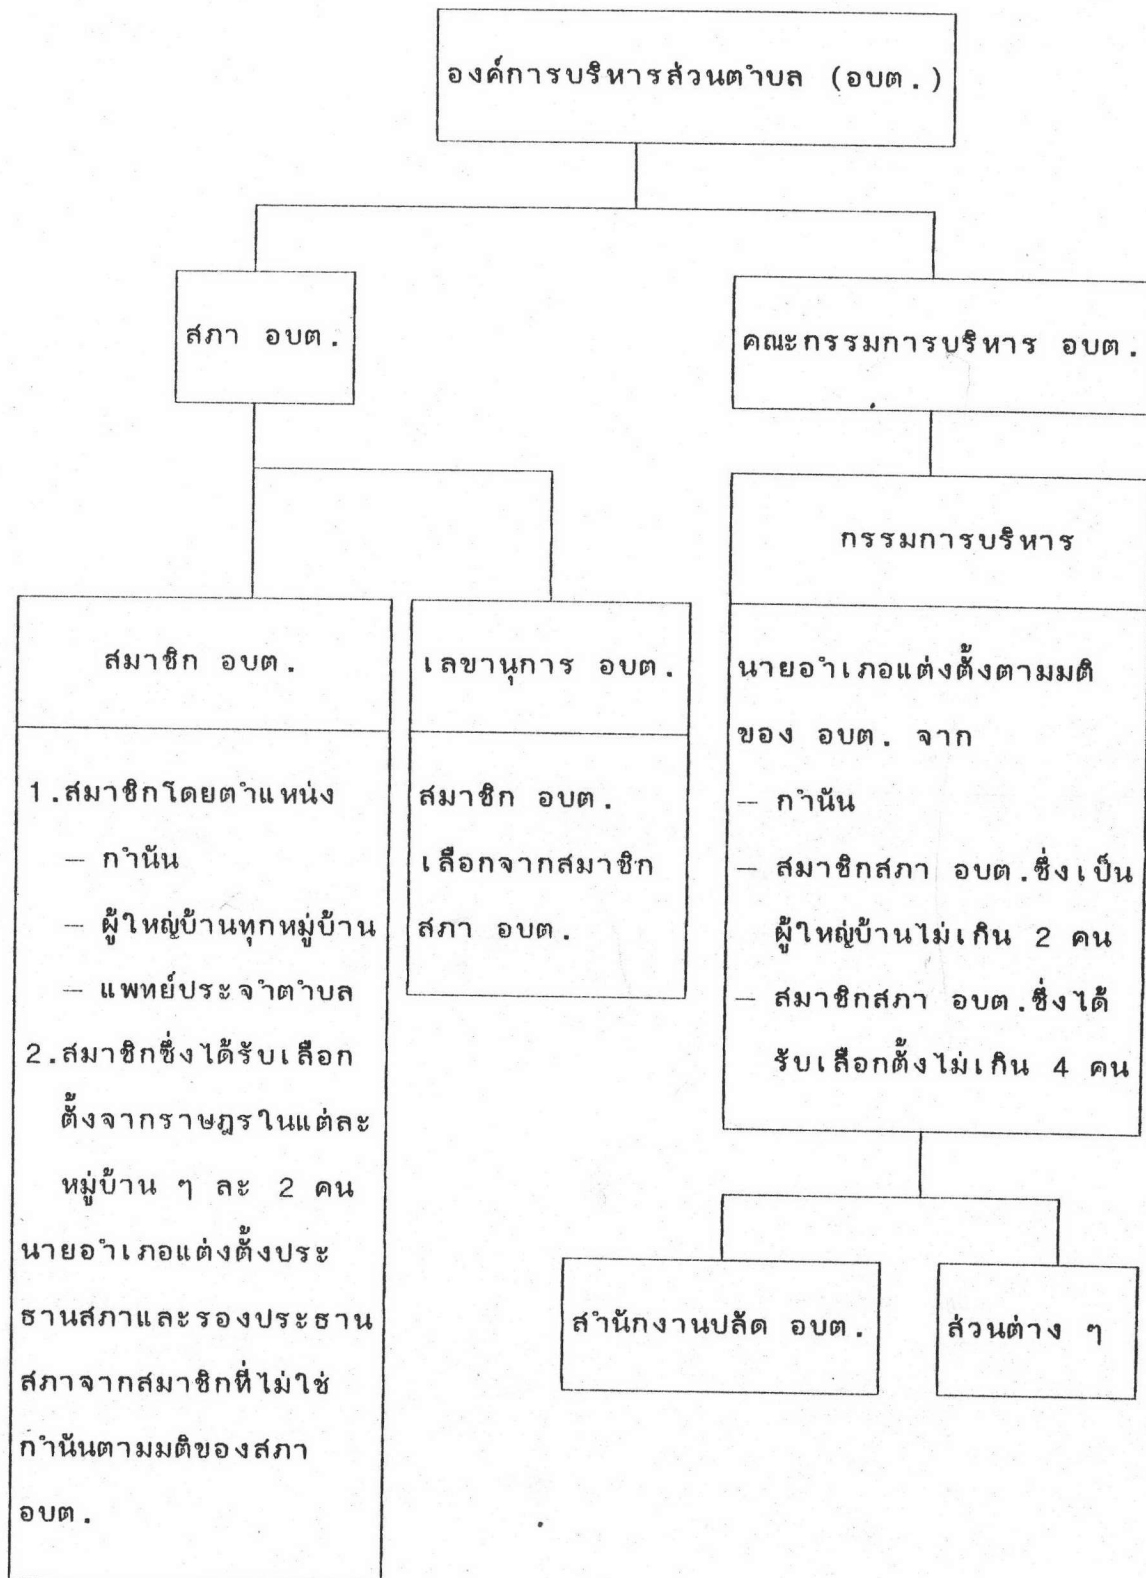 องค์การบริหารส่วนตำบล (อบต.)
สภา อบต.
คณะกรรมการบริหาร อบต.
สมาชิก อบต.
1.สมาชิกโดยตำแหน่ง
- กำนัน
- ผู้ใหญ่บ้านทุกหมู่บ้าน
- แพทย์ประจำตำบล
2.สมาชิกซึ่งได้รับเลือก
ตั้งจากราษฎรในแต่ละ
หมู่บ้าน ๆ ละ 2 คน
นายอำเภอแต่งตั้งประ
ธานสภาและรองประธาน
สภาจากสมาชิกที่ไม่ใช่
กำนันตามมติของสภา
อบต.
เลขานุการ อบต.
สมาชิก อบต.
เลือกจากสมาชิก
สภา อบต.
กรรมการบริหาร
นายอำเภอแต่งตั้งตามมติ
ของ อบต. จาก
- กำนัน
- สมาชิกสภา อบต.ซึ่งเป็น
ผู้ใหญ่บ้านไม่เกิน 2 คน
- สมาชิกสภา อบต.ซึ่งได้
รับเลือกตั้งไม่เกิน 4 คน
สำนักงานปลัด อบต.
ส่วนต่าง ๆ